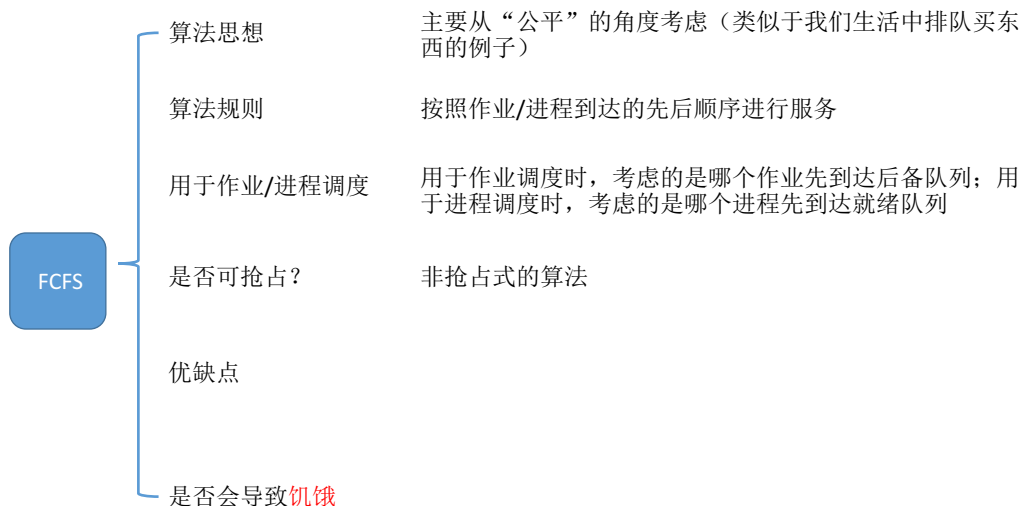 算法思想
主要从“公平”的角度考虑（类似于我们生活中排队买东
西的例子）
算法规则
按照作业/进程到达的先后顺序进行服务
用于作业/进程调度
用于作业调度时，考虑的是哪个作业先到达后备队列；用
于进程调度时，考虑的是哪个进程先到达就绪队列
FCFS
是否可抢占？
非抢占式的算法
优缺点
是否会导致饥饿